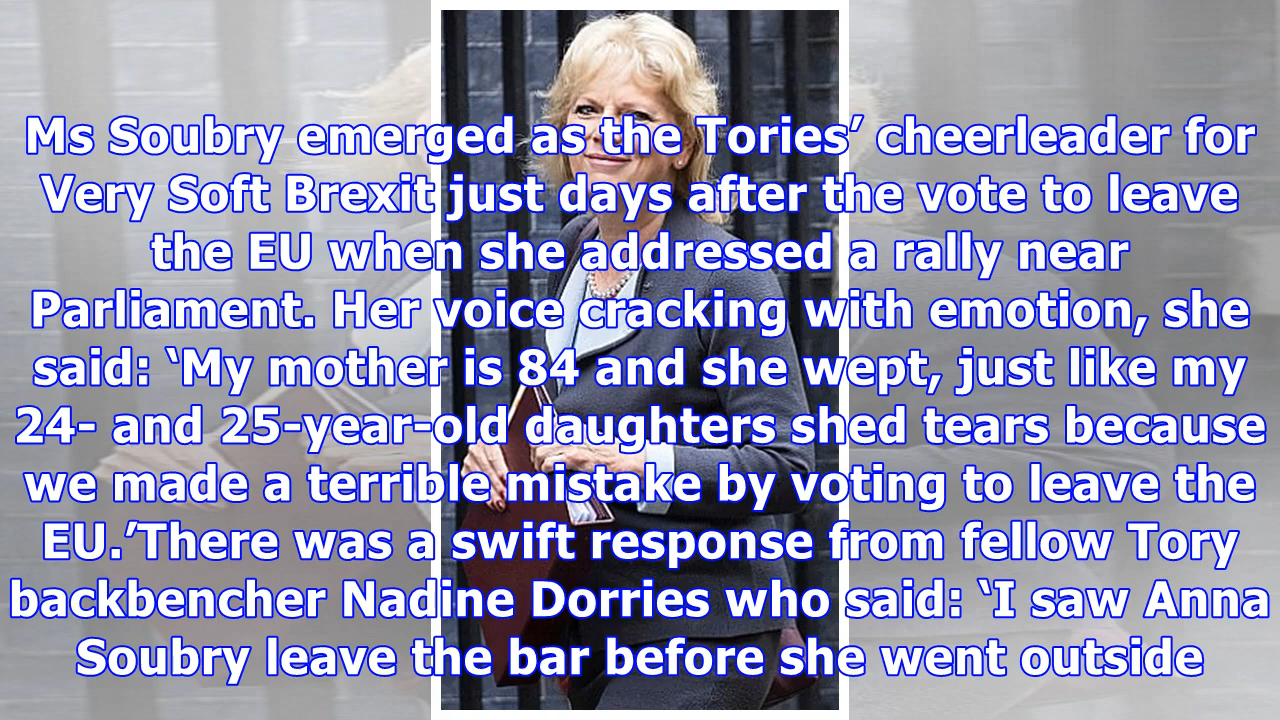 Ms Soubry emerged as the Tories’ cheerleader for
Very Soft Brexit just days after the vote to leave
the EU when she addressed a rally near
Parliament. Her voice cracking with emotion, she
said: ‘My mother is 84 and she wept, just like my
24- and 25-year-old daughters shed tears because
we made a terrible mistake by voting to leave the
EU.’There was a swift response from fellow Tory
backbencher Nadine Dorries who said: ‘I saw Anna
Soubry leave the bar before she went outside